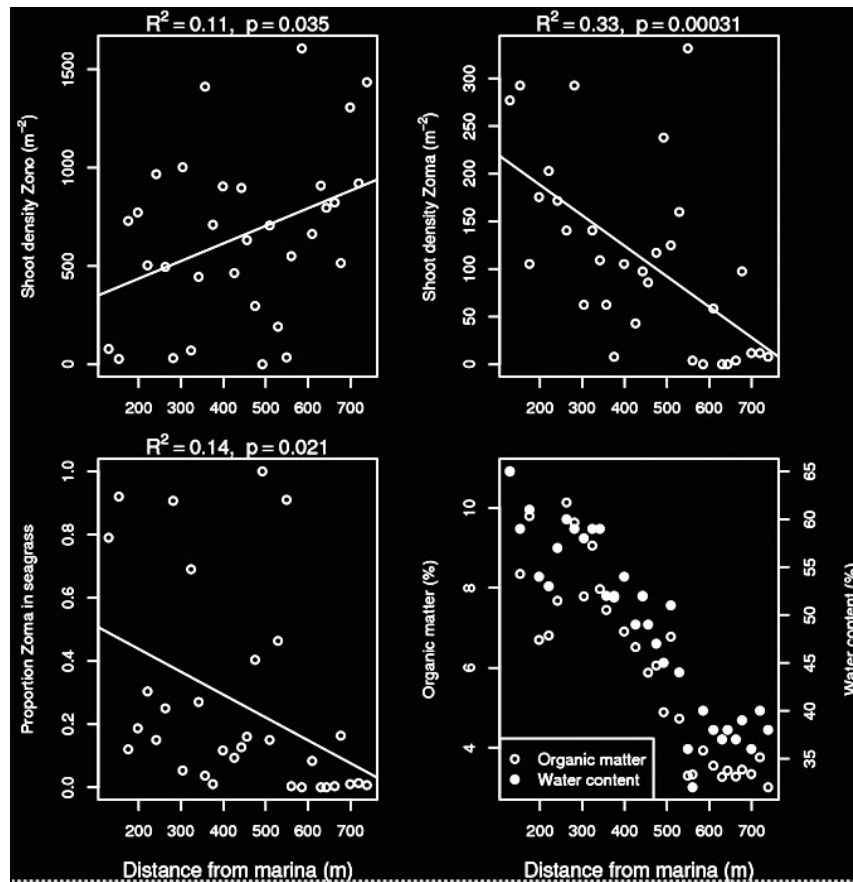 R² = 0.11, p = 0.035
Shoot density Zono (m⁻²)
1500
1000
500
0
200 300 400 500 600 700
R² = 0.33, p = 0.00031
Shoot density Zoma (m⁻²)
300
250
200
150
100
50
0
200 300 400 500 600 700
R² = 0.14, p = 0.021
Proportion Zoma in seagrass
1.0
0.8
0.6
0.4
0.2
0.0
200 300 400 500 600 700
Distance from marina (m)
Organic matter (%)
10
8
6
4
Organic matter
Water content
65
60
55
50
45
40
35
Water content (%)
200 300 400 500 600 700
Distance from marina (m)